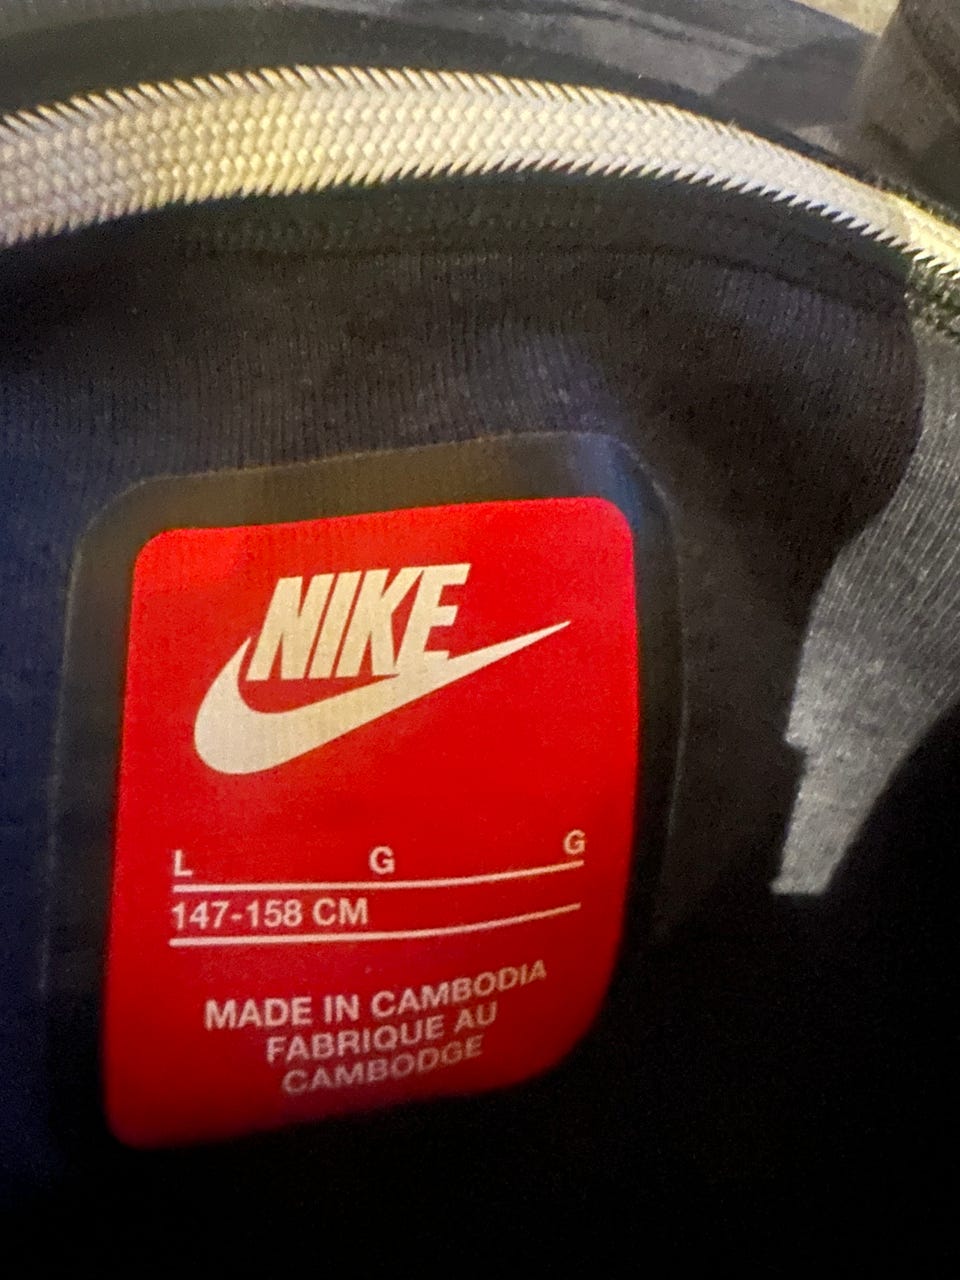 NIKE
L G G
147-158 CM
MADE IN CAMBODIA
FABRIQUE AU
CAMBODGE